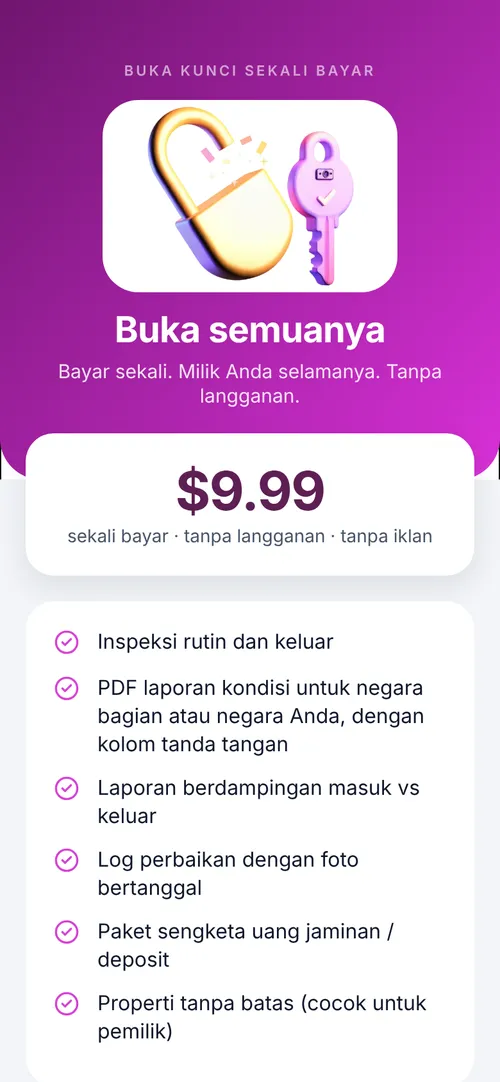 BUKA KUNCI SEKALI BAYAR
Buka semuanya
Bayar sekali. Milik Anda selamanya. Tanpa
langganan.
$9.99
sekali bayar · tanpa langganan · tanpa iklan
Inspeksi rutin dan keluar
PDF laporan kondisi untuk negara
bagian atau negara Anda, dengan
kolom tanda tangan
Laporan berdampingan masuk vs
keluar
Log perbaikan dengan foto
bertanggal
Paket sengketa uang jaminan /
deposit
Properti tanpa batas (cocok untuk
pemilik)